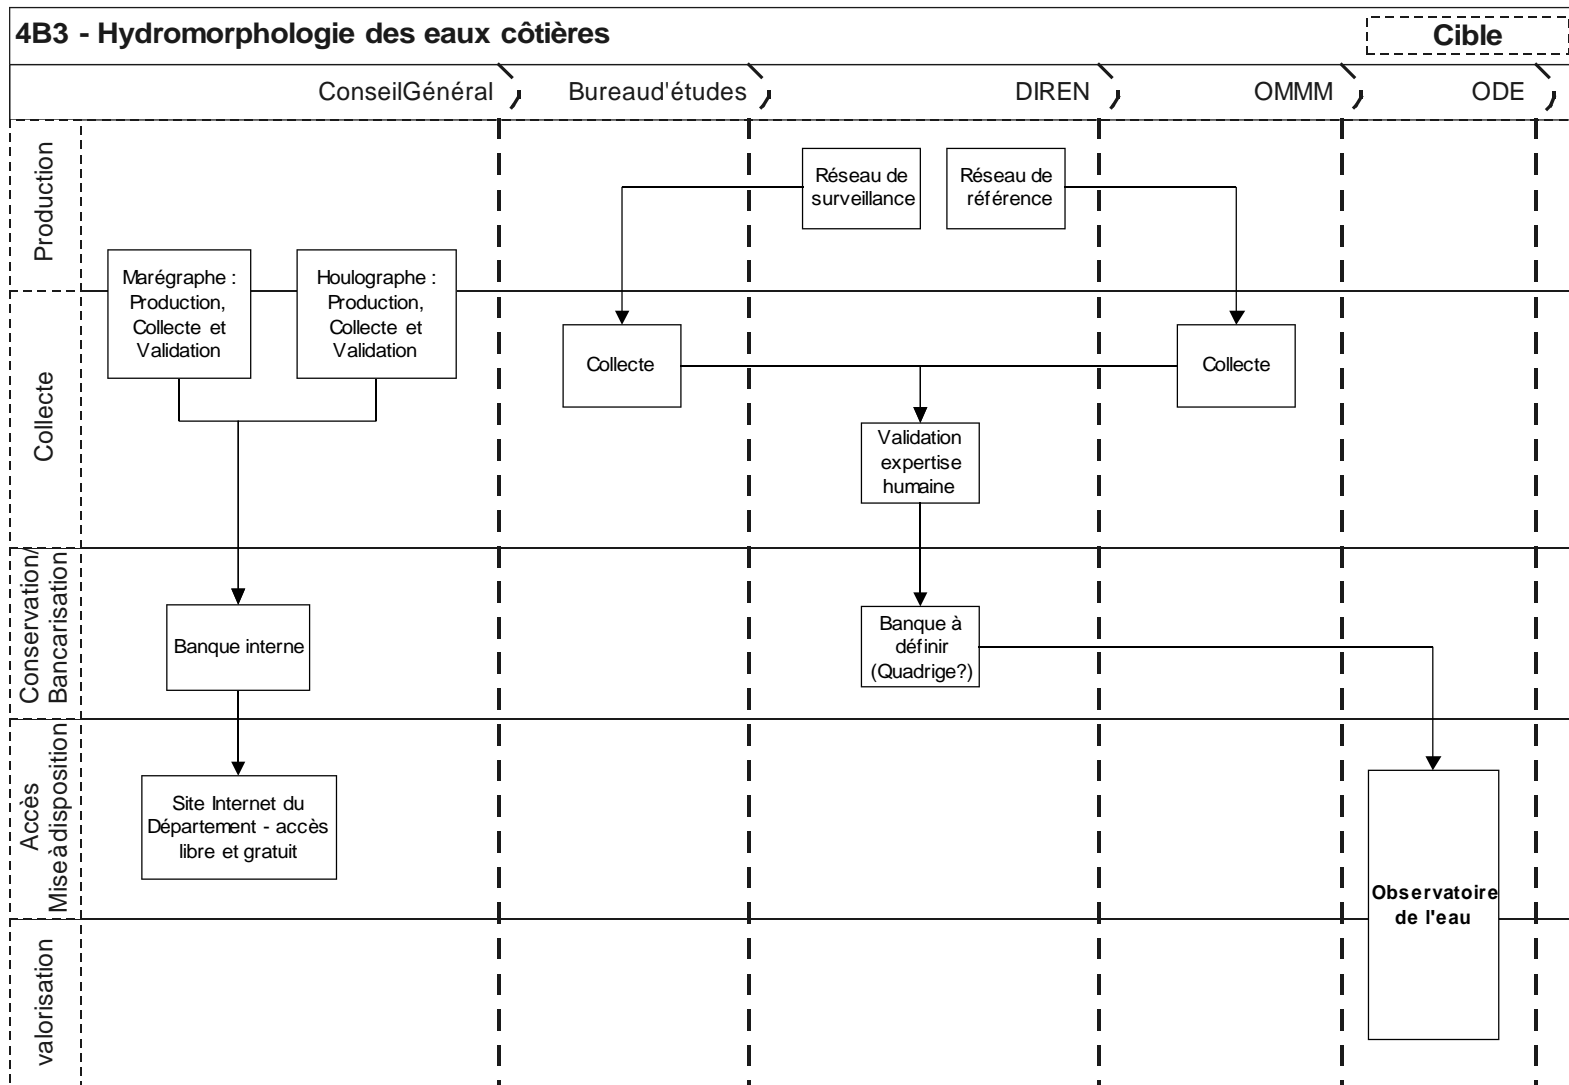 4B3 - Hydromorphologie des eaux côtières
Cible
ConseilGénéral
Bureaud'études
DIREN
OMMM
ODE
Production
Réseau de
surveillance
Réseau de
référence
Marégraphe :
Production,
Collecte et
Validation
Houlographe :
Production,
Collecte et
Validation
Collecte
Collecte
Collecte
Validation
expertise
humaine
Conservation/
Bancarisation
Banque interne
Banque à
définir
(Quadrige?)
Accès
Mise à disposition
Site Internet du
Département - accès
libre et gratuit
Observatoire
de l'eau
valorisation